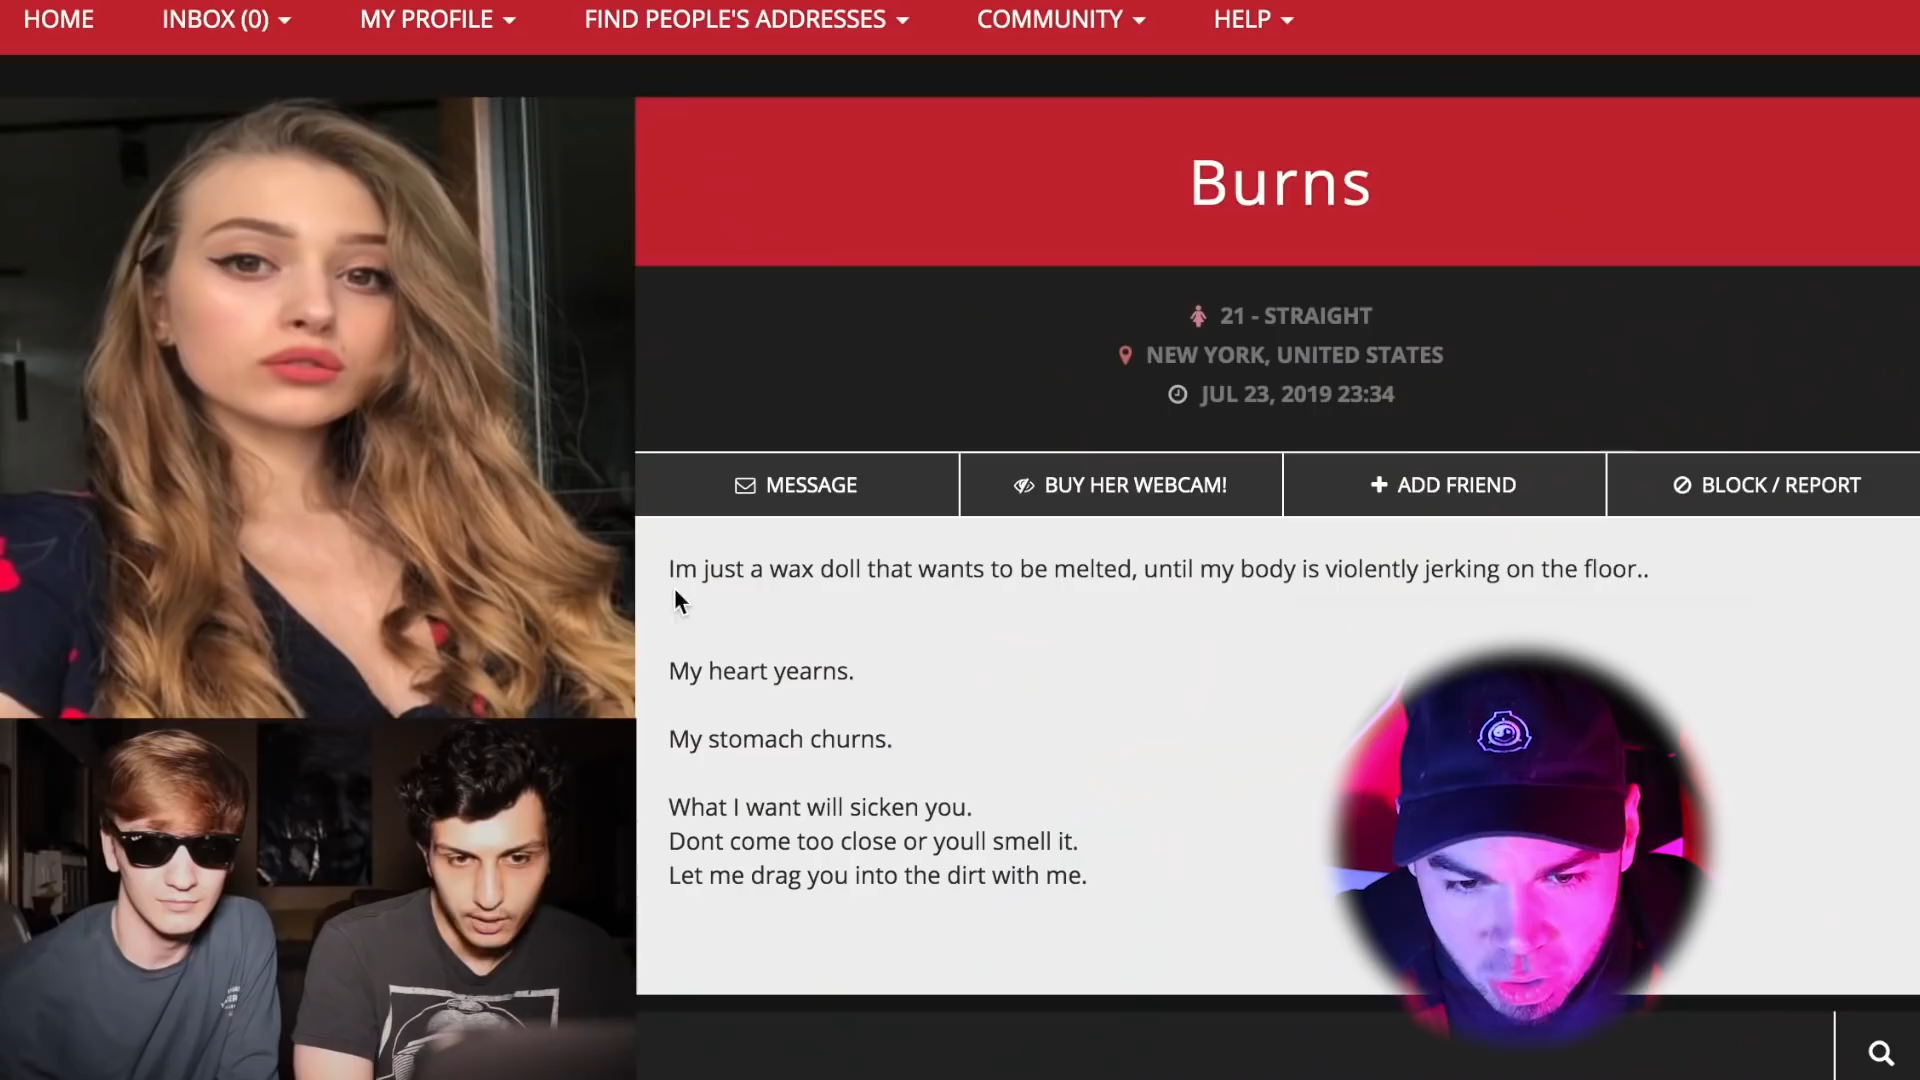 HOME
INBOX (0)
MY PROFILE
FIND PEOPLE'S ADDRESSES
COMMUNITY
HELP
Burns
21 - STRAIGHT
NEW YORK, UNITED STATES
JUL 23, 2019 23:34
MESSAGE
BUY HER WEBCAM!
ADD FRIEND
BLOCK / REPORT
Im just a wax doll that wants to be melted, until my body is violently jerking on the floor..
My heart yearns.
My stomach churns.
What I want will sicken you.
Dont come too close or youll smell it.
Let me drag you into the dirt with me.